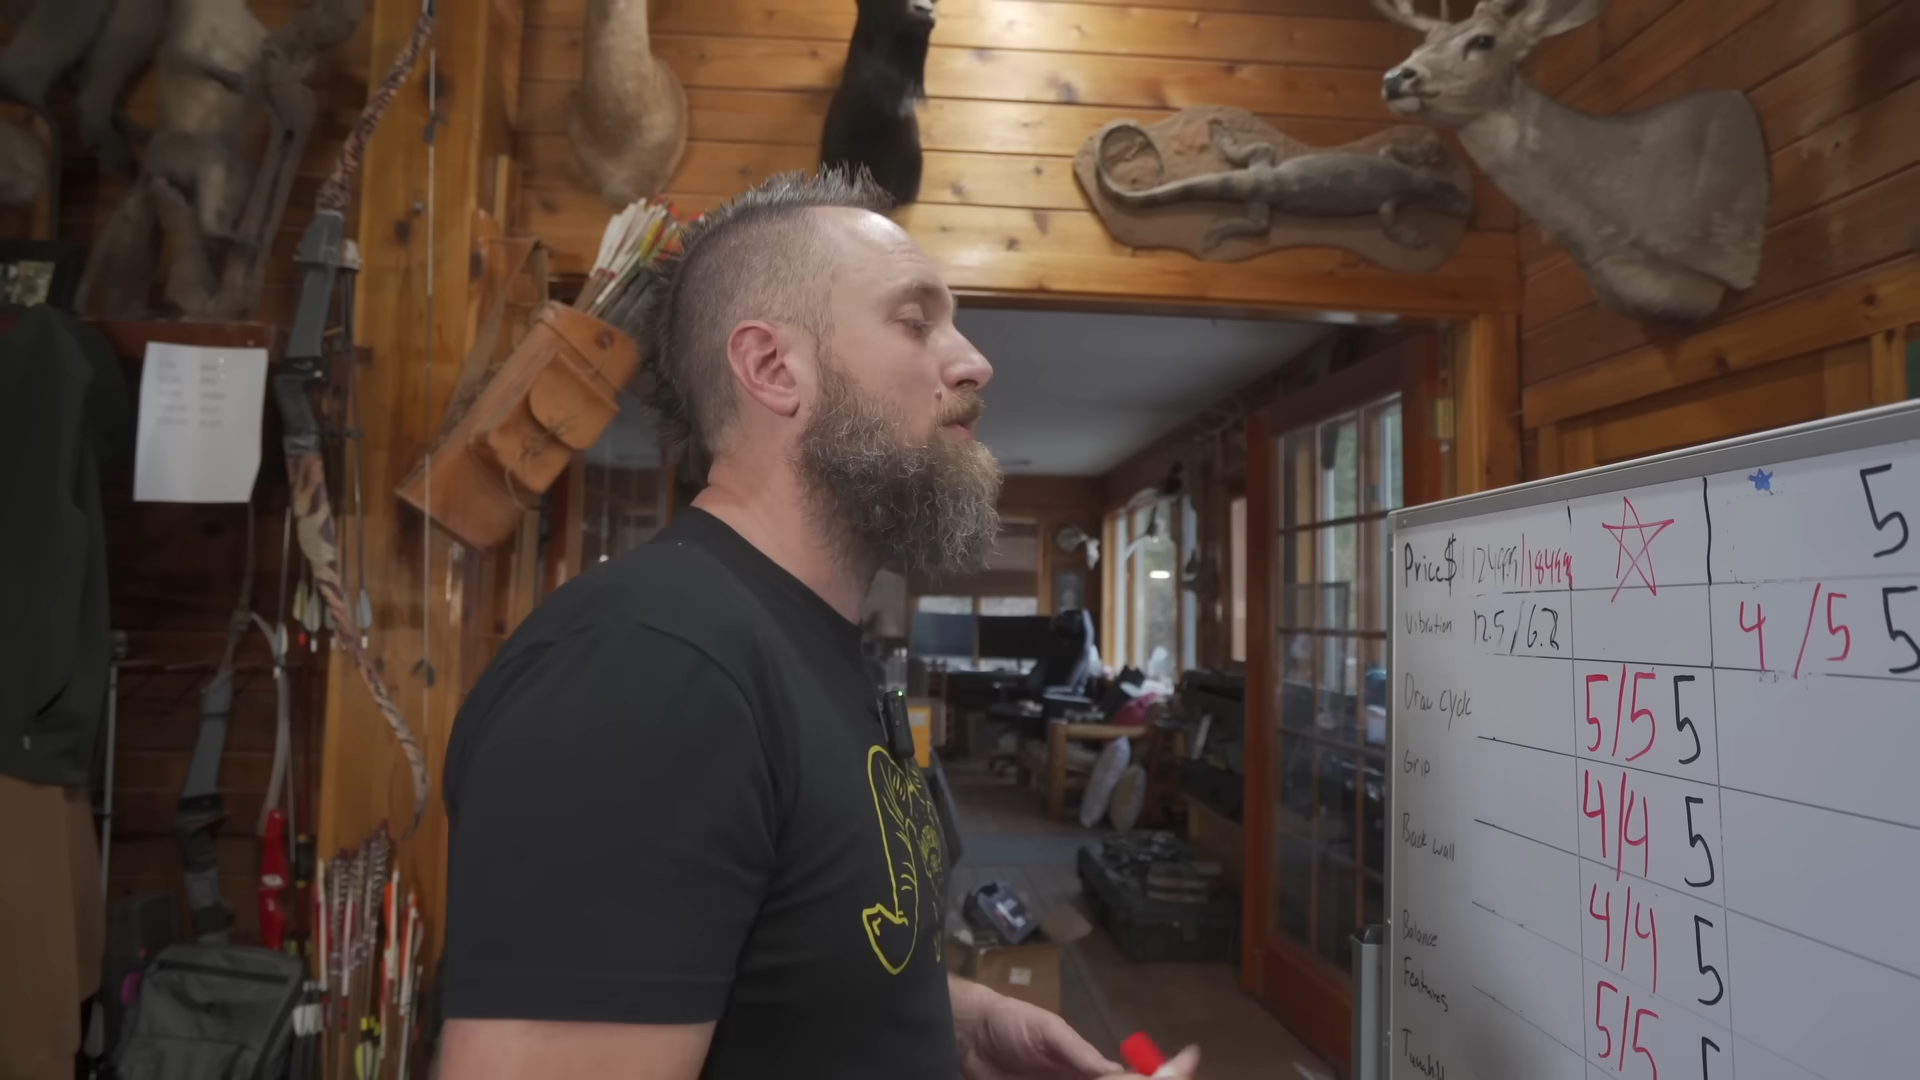 5
Price$ 1249.99/1849.99
Vibration 12.5/6.2 4/5 5
Draw cycle 5/5 5
Grip 4/4 5
Back wall 4/4 5
Balance 5/5
Features